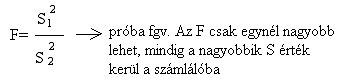 F= S₁² / S₂² → próba fgv. Az F csak egynél nagyobb
lehet, mindig a nagyobbik S érték
kerül a számlálóba